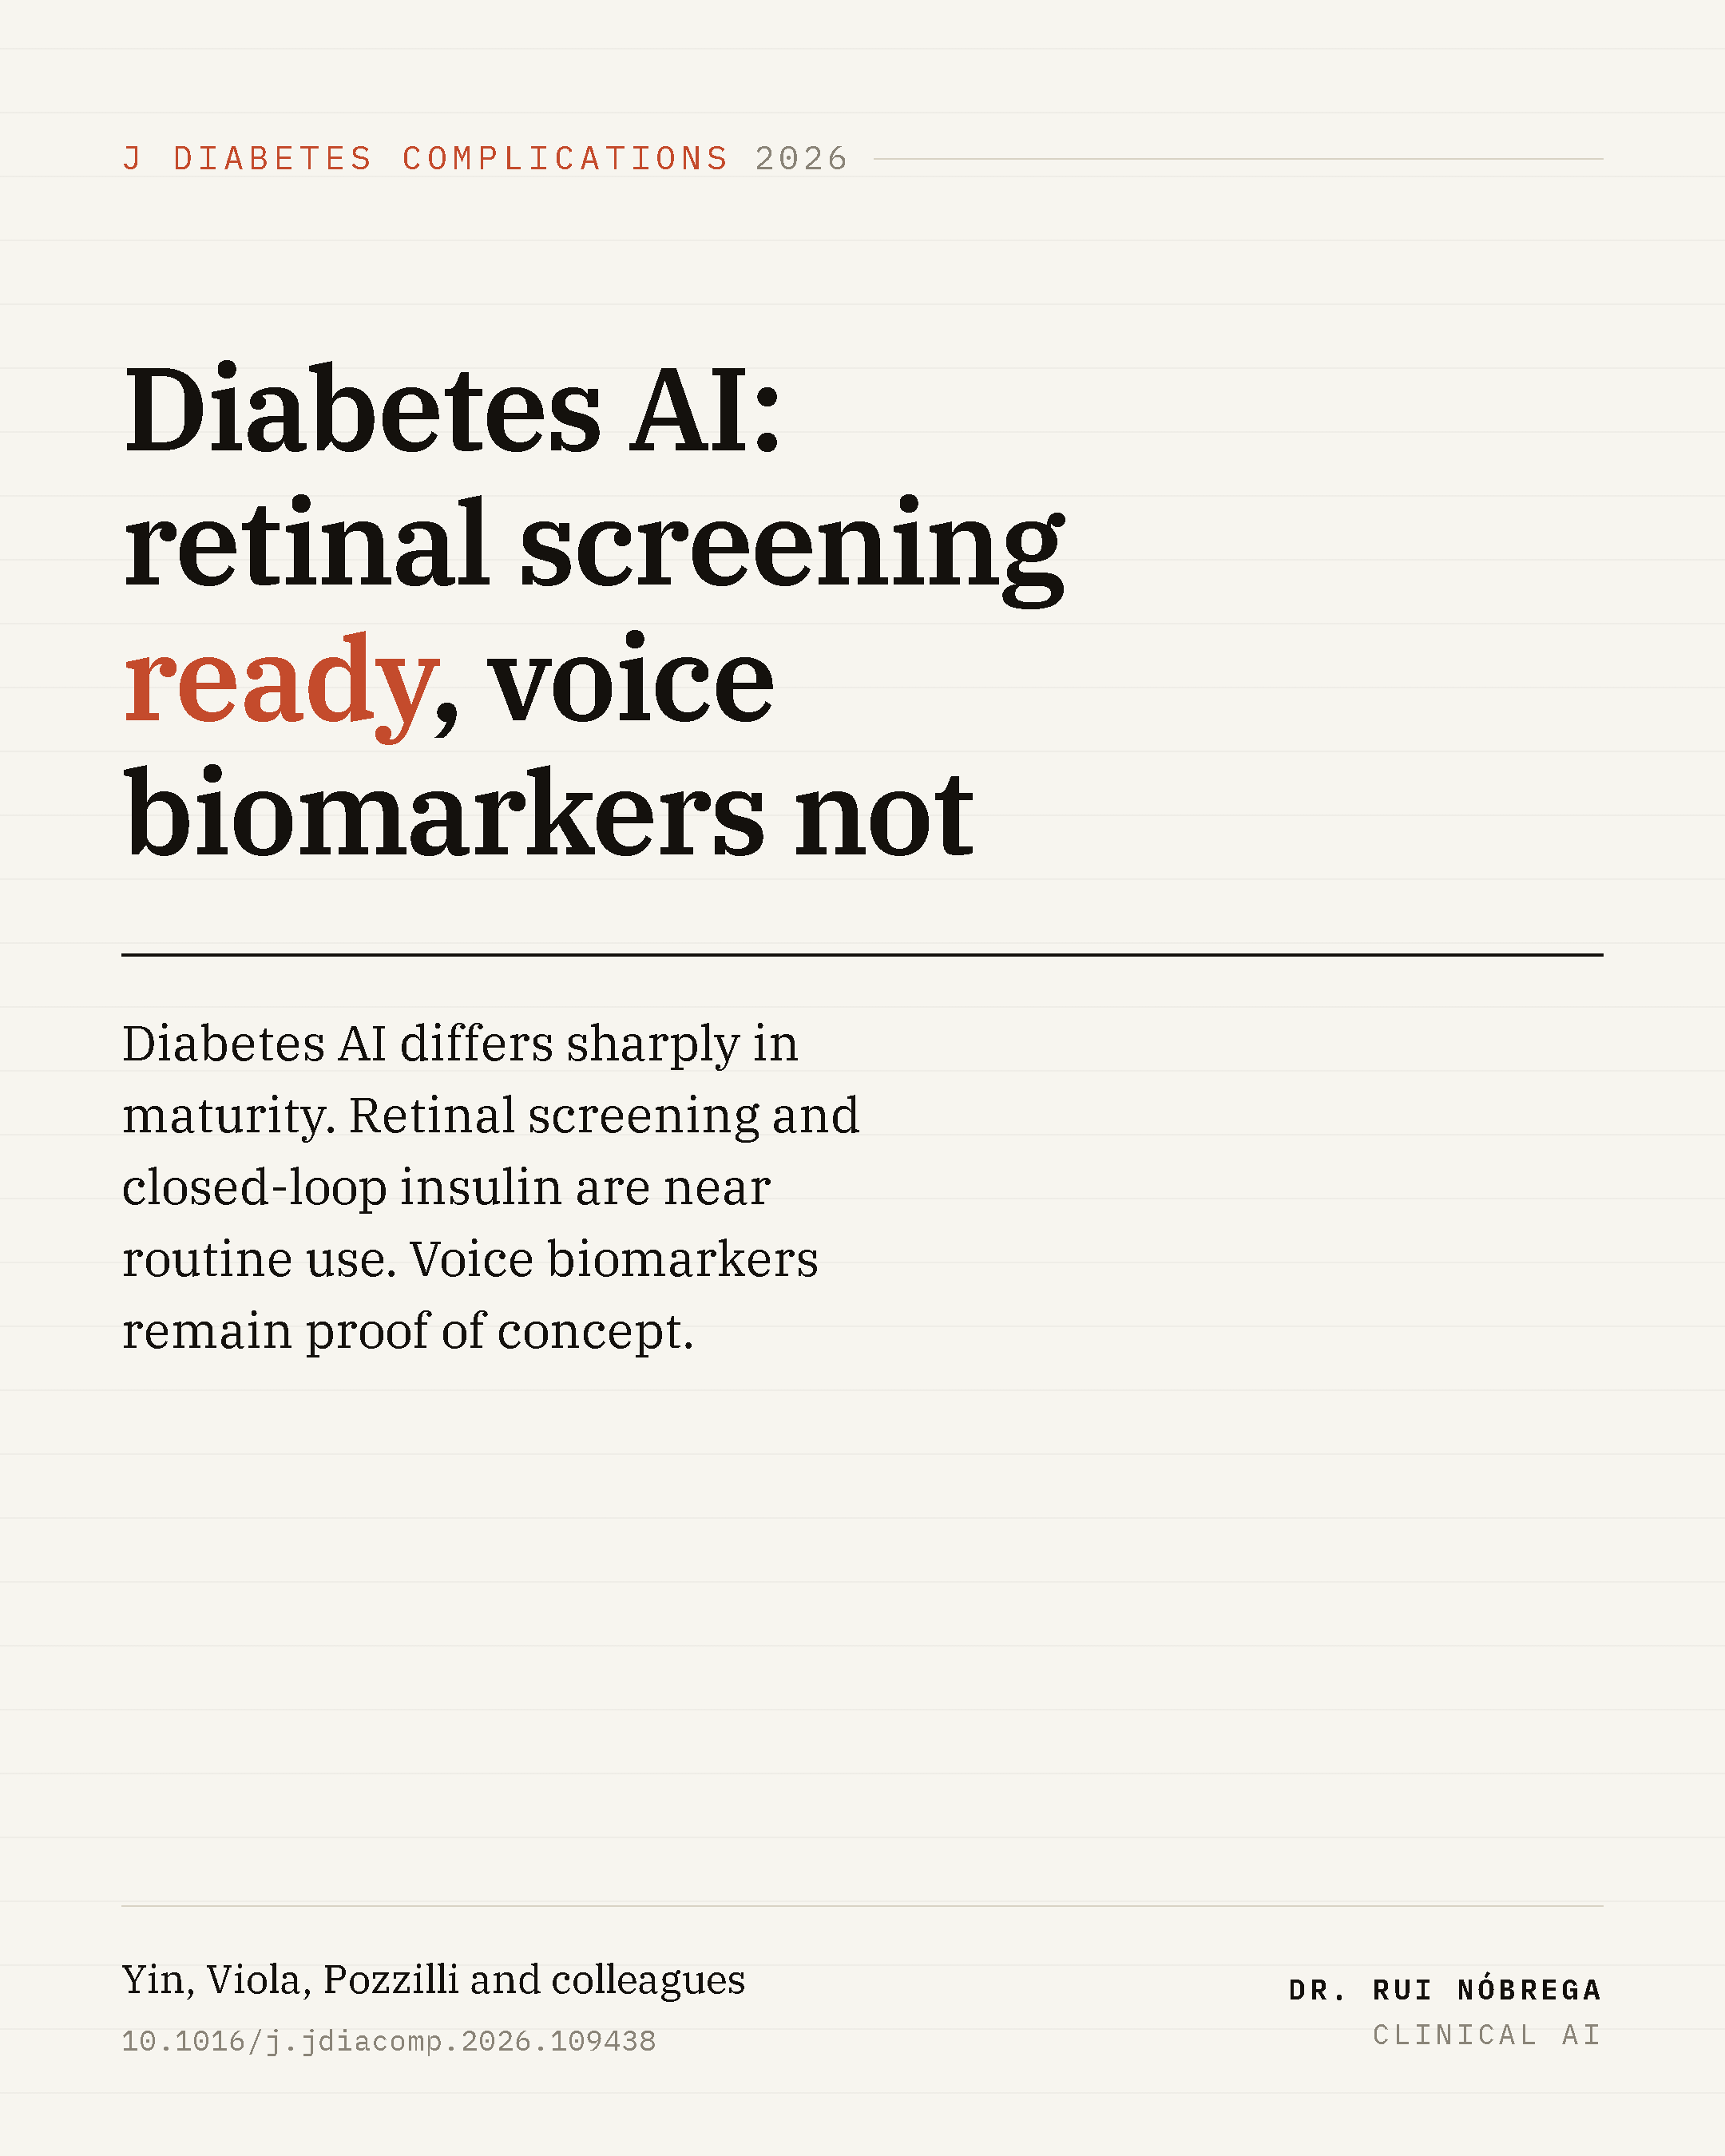 J DIABETES COMPLICATIONS 2026
Diabetes AI:
retinal screening
ready, voice
biomarkers not
Diabetes AI differs sharply in
maturity. Retinal screening and
closed-loop insulin are near
routine use. Voice biomarkers
remain proof of concept.
Yin, Viola, Pozzilli and colleagues
10.1016/j.jdiacomp.2026.109438
DR. RUI NÓBREGA
CLINICAL AI